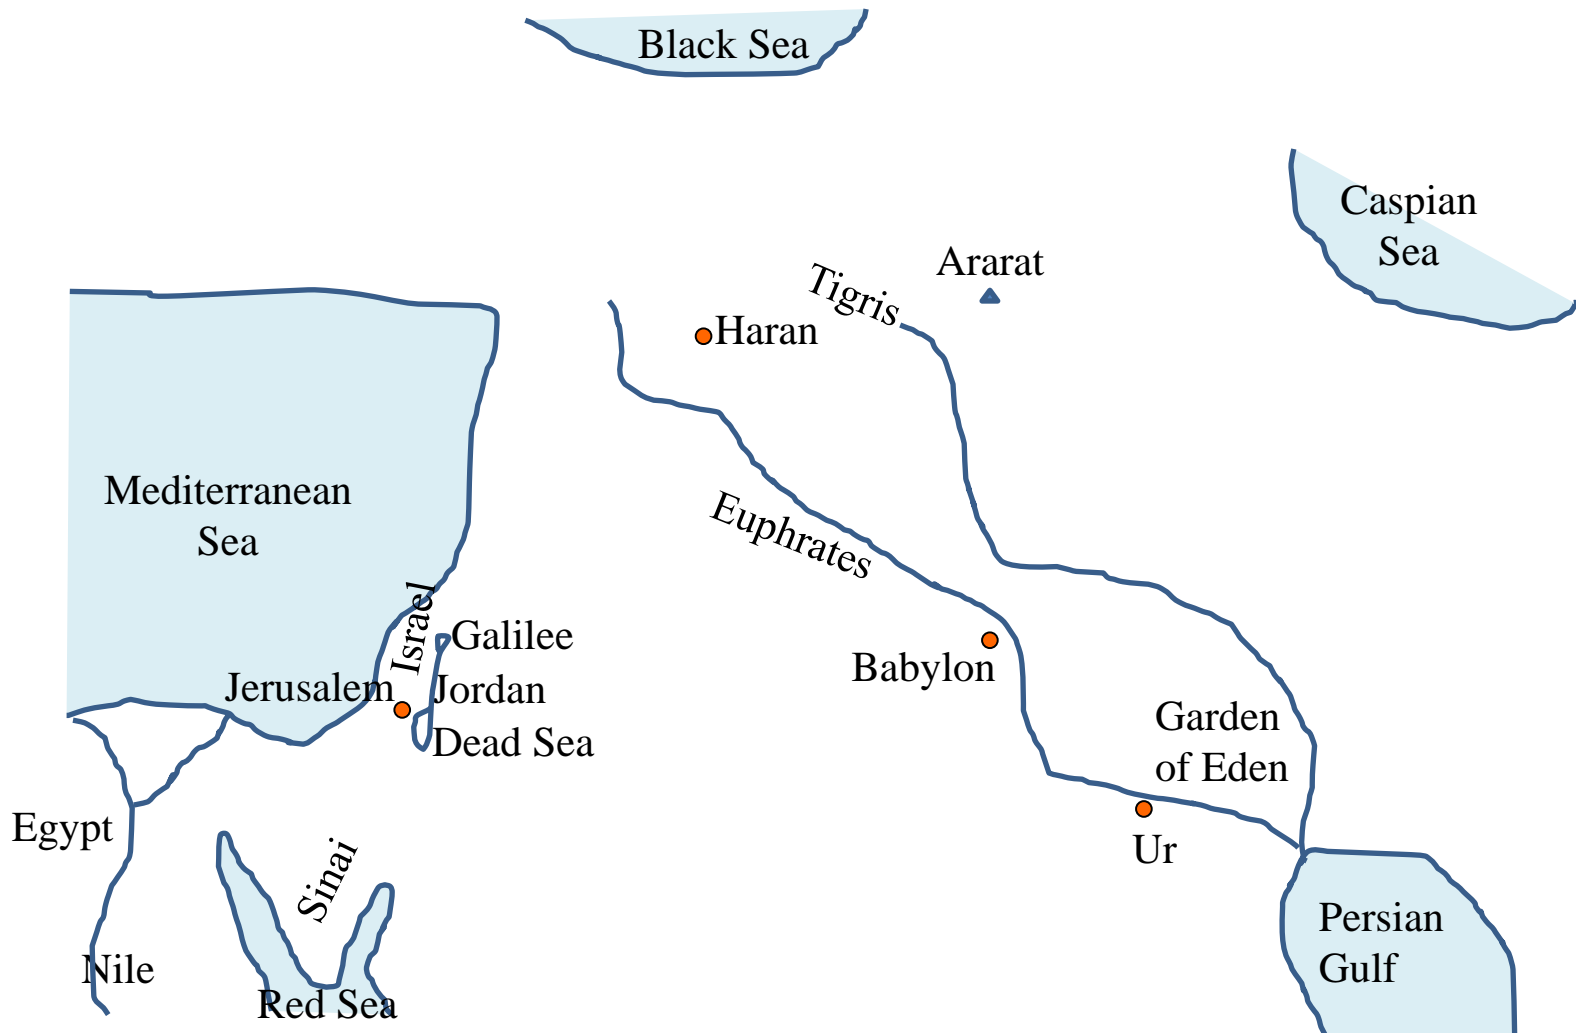 Black Sea
Caspian
Sea
Ararat
Tigris
Haran
Mediterranean
Sea
Euphrates
Israel
Galilee
Babylon
Jerusalem
Jordan
Garden
of Eden
Dead Sea
Egypt
Ur
Sinai
Persian
Gulf
Nile
Red Sea